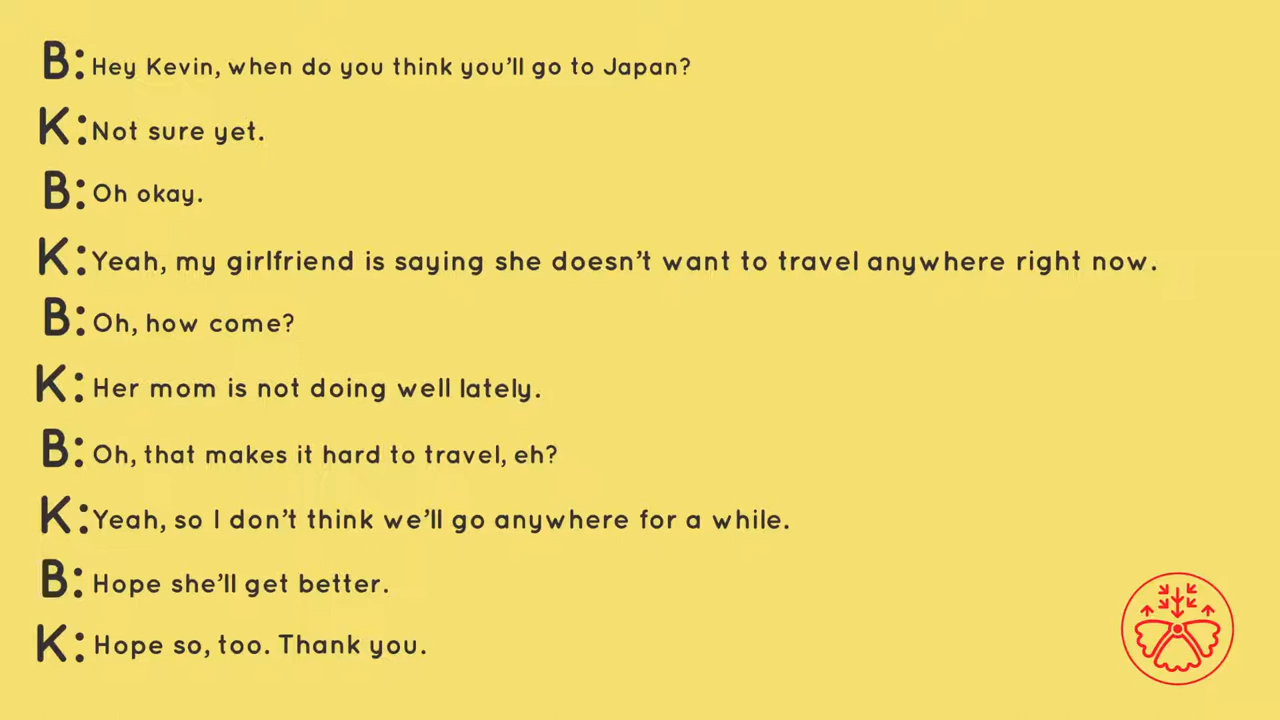 B: Hey Kevin, when do you think you'll go to Japan?
K: Not sure yet.
B: Oh okay.
K: Yeah, my girlfriend is saying she doesn't want to travel anywhere right now.
B: Oh, how come?
K: Her mom is not doing well lately.
B: Oh, that makes it hard to travel, eh?
K: Yeah, so I don't think we'll go anywhere for a while.
B: Hope she'll get better.
K: Hope so, too. Thank you.